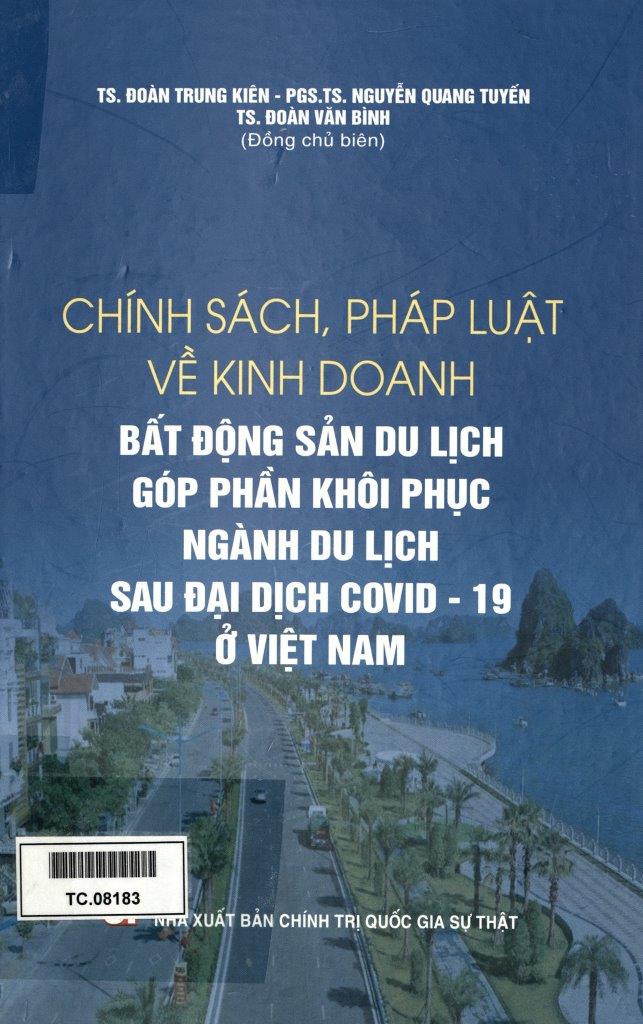 TS. ĐOÀN TRUNG KIÊN - PGS.TS. NGUYỄN QUANG TUYẾN
TS. ĐOÀN VĂN BÌNH
(Đồng chủ biên)
CHÍNH SÁCH, PHÁP LUẬT
VỀ KINH DOANH
BẤT ĐỘNG SẢN DU LỊCH
GÓP PHẦN KHÔI PHỤC
NGÀNH DU LỊCH
SAU ĐẠI DỊCH COVID - 19
Ở VIỆT NAM
TC.08183
NHÀ XUẤT BẢN CHÍNH TRỊ QUỐC GIA SỰ THẬT